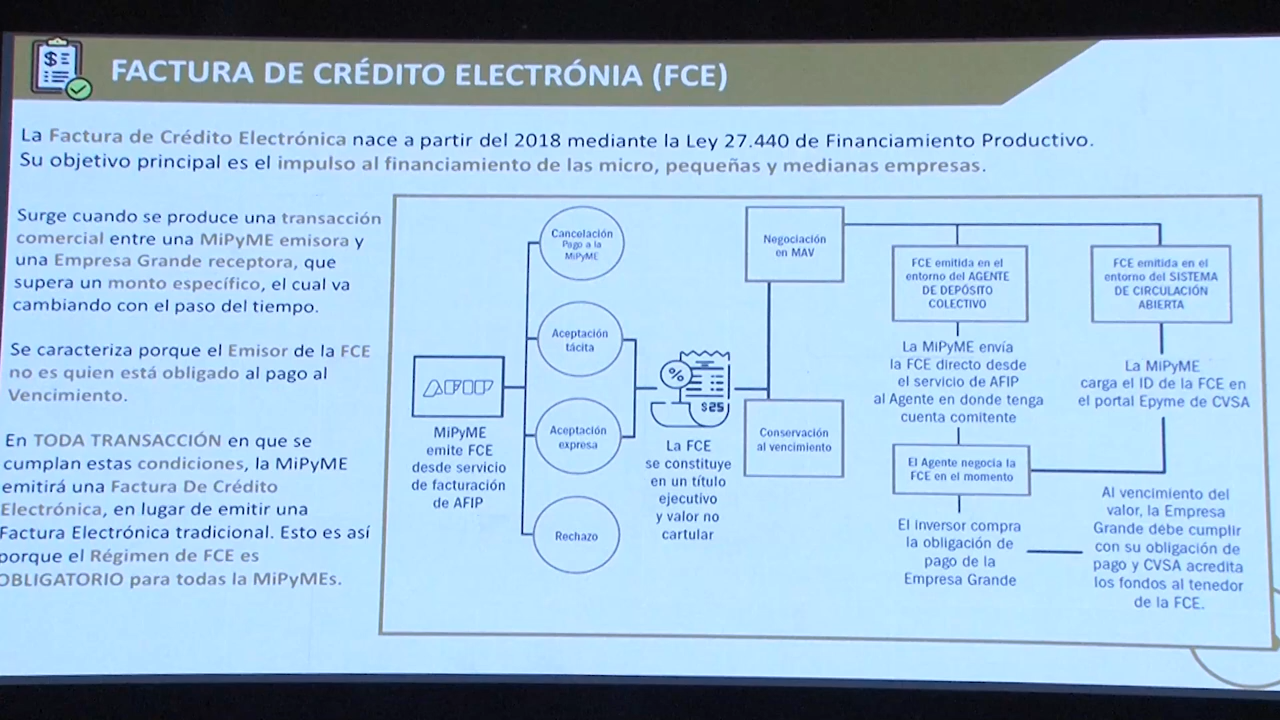 FACTURA DE CRÉDITO ELECTRÓNIA (FCE)
La Factura de Crédito Electrónica nace a partir del 2018 mediante la Ley 27.440 de Financiamiento Productivo.
Su objetivo principal es el impulso al financiamiento de las micro, pequeñas y medianas empresas.
Surge cuando se produce una transacción
comercial entre una MiPyME emisora y
una Empresa Grande receptora, que
supera un monto específico, el cual va
cambiando con el paso del tiempo.
Se caracteriza porque el Emisor de la FCE
no es quien está obligado al pago al
Vencimiento.
En TODA TRANSACCIÓN en que se
cumplan estas condiciones, la MiPyME
emitirá una Factura De Crédito
Electrónica, en lugar de emitir una
Factura Electrónica tradicional. Esto es así
porque el Régimen de FCE es
OBLIGATORIO para todas la MiPyMEs.
AFIP
MiPyME
emite FCE
desde servicio
de facturación
de AFIP
Cancelación
Pago a la
MiPyME
Aceptación
tácita
Aceptación
expresa
Rechazo
%
$25
La FCE
se constituye
en un título
ejecutivo
y valor no
cartular
Negociación
en MAV
Conservación
al vencimiento
FCE emitida en el
entorno del AGENTE
DE DEPÓSITO
COLECTIVO
La MiPyME envía
la FCE directo desde
el servicio de AFIP
al Agente en donde tenga
cuenta comitente
El Agente negocia la
FCE en el momento
El Inversor compra
la obligación de
pago de la
Empresa Grande
FCE emitida en el
entorno del SISTEMA
DE CIRCULACIÓN
ABIERTA
La MiPyME
carga el ID de la FCE en
el portal Epyme de CVSA
Al vencimiento del
valor, la Empresa
Grande debe cumplir
con su obligación de
pago y CVSA acredita
los fondos al tenedor
de la FCE.